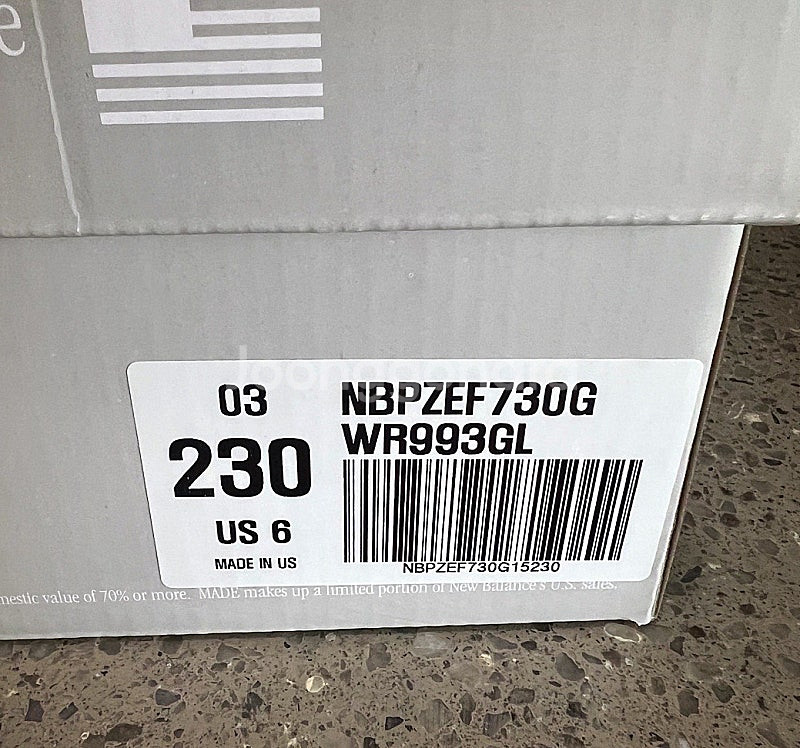 e
03
230
US 6
MADE IN US
NBPZEF730G
WR993GL
NBPZEF730G15230
mestic value of 70% or more. MADE makes up a limited portion of New Balance's U.S. sales.